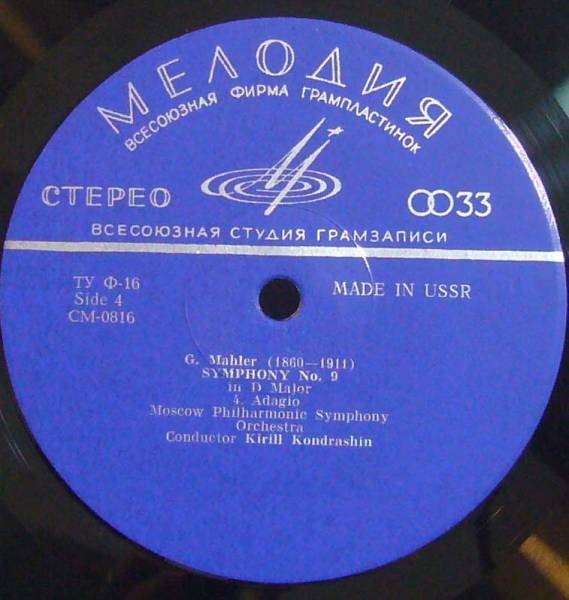 МЕЛОДИЯ
ВСЕСОЮЗНАЯ ФИРМА ГРАМПЛАСТИНОК
СТЕРЕО
33
ВСЕСОЮЗНАЯ СТУДИЯ ГРАМЗАПИСИ
ТУ Ф-16
Side 4
СМ-0816
MADE IN USSR
G. Mahler (1860—1911)
SYMPHONY No. 9
in D Major
4. Adagio
Moscow Philharmonic Symphony
Orchestra
Conductor Kirill Kondrashin